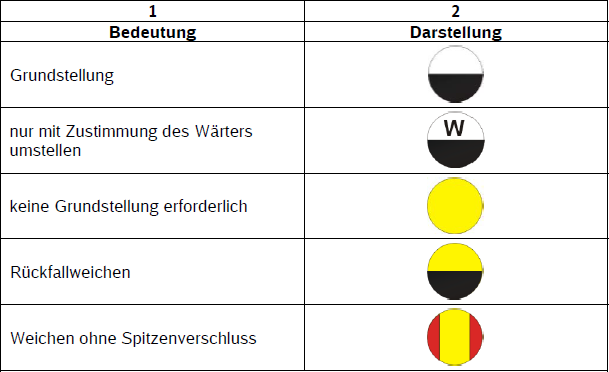 1 2
Bedeutung Darstellung
Grundstellung
nur mit Zustimmung des Wärters
umstellen
W
keine Grundstellung erforderlich
Rückfallweichen
Weichen ohne Spitzenverschluss